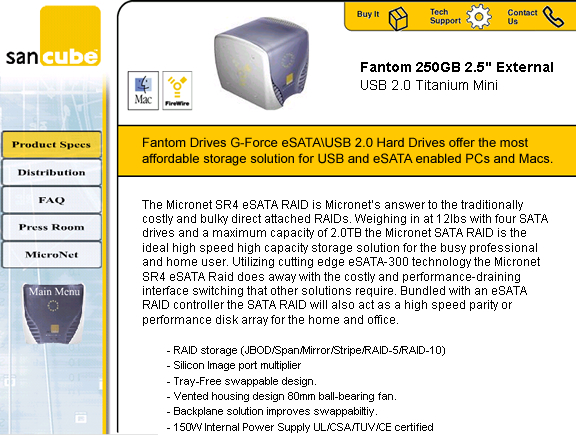 Buy It
Tech
Support
Contact
Us
sancube
Mac
FireWire
Fantom 250GB 2.5" External
USB 2.0 Titanium Mini
Product Specs
Distribution
FAQ
Press Room
MicroNet
Main Menu
Fantom Drives G-Force eSATA\USB 2.0 Hard Drives offer the most
affordable storage solution for USB and eSATA enabled PCs and Macs.
The Micronet SR4 eSATA RAID is Micronet's answer to the traditionally
costly and bulky direct attached RAIDs. Weighing in at 12lbs with four SATA
drives and a maximum capacity of 2.0TB the Micronet SATA RAID is the
ideal high speed high capacity storage solution for the busy professional
and home user. Utilizing cutting edge eSATA-300 technology the Micronet
SR4 eSATA Raid does away with the costly and performance-draining
interface switching that other solutions require. Bundled with an eSATA
RAID controller the SATA RAID will also act as a high speed parity or
performance disk array for the home and office.
- RAID storage (JBOD/Span/Mirror/Stripe/RAID-5/RAID-10)
- Silicon Image port multiplier
- Tray-Free swappable design.
- Vented housing design 80mm ball-bearing fan.
- Backplane solution improves swappabiltiy.
- 150W Internal Power Supply UL/CSA/TUV/CE certified